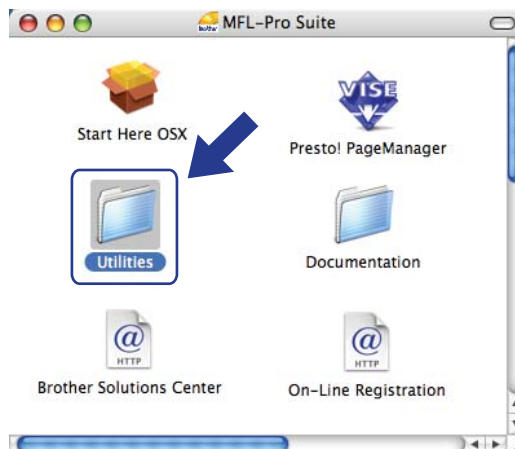 brother MFL-Pro Suite
Start Here OSX
VISE
Presto! PageManager
Utilities
Documentation
@
HTTP
@
HTTP
Brother Solutions Center
On-Line Registration